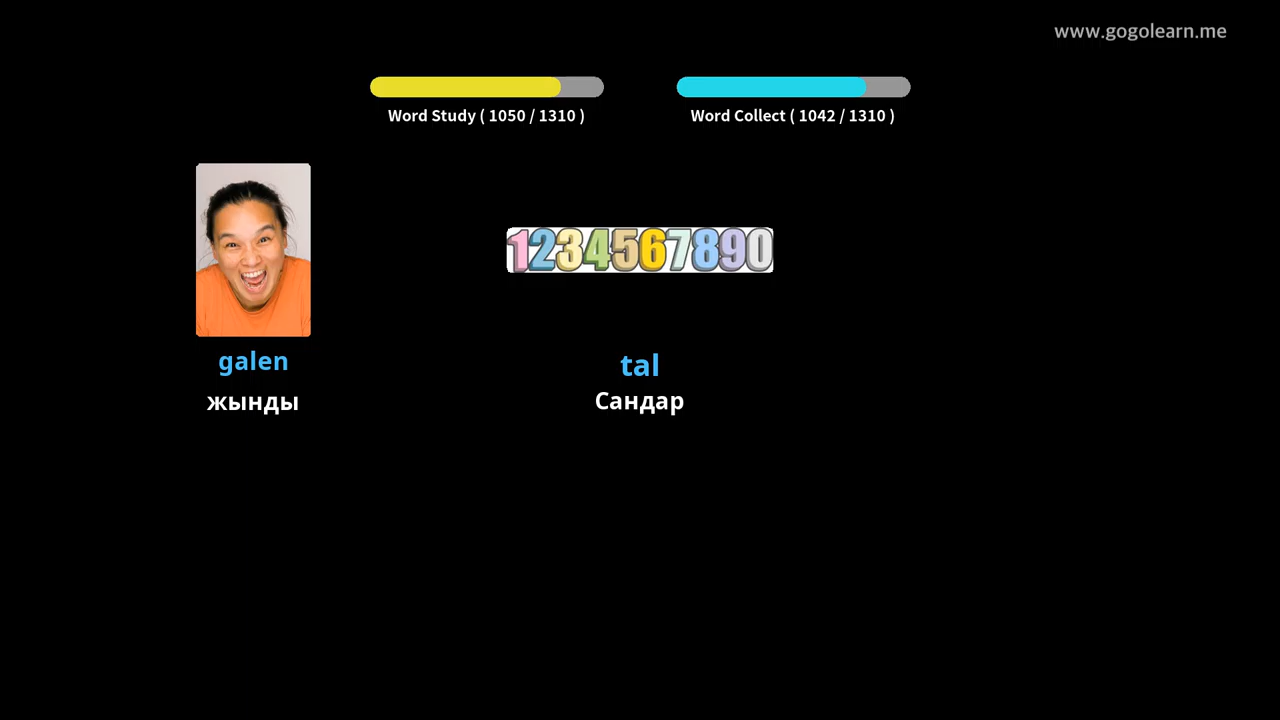 www.gogolearn.me
Word Study ( 1050 / 1310 )
Word Collect ( 1042 / 1310 )
1234567890
galen
жынды
tal
Сандар